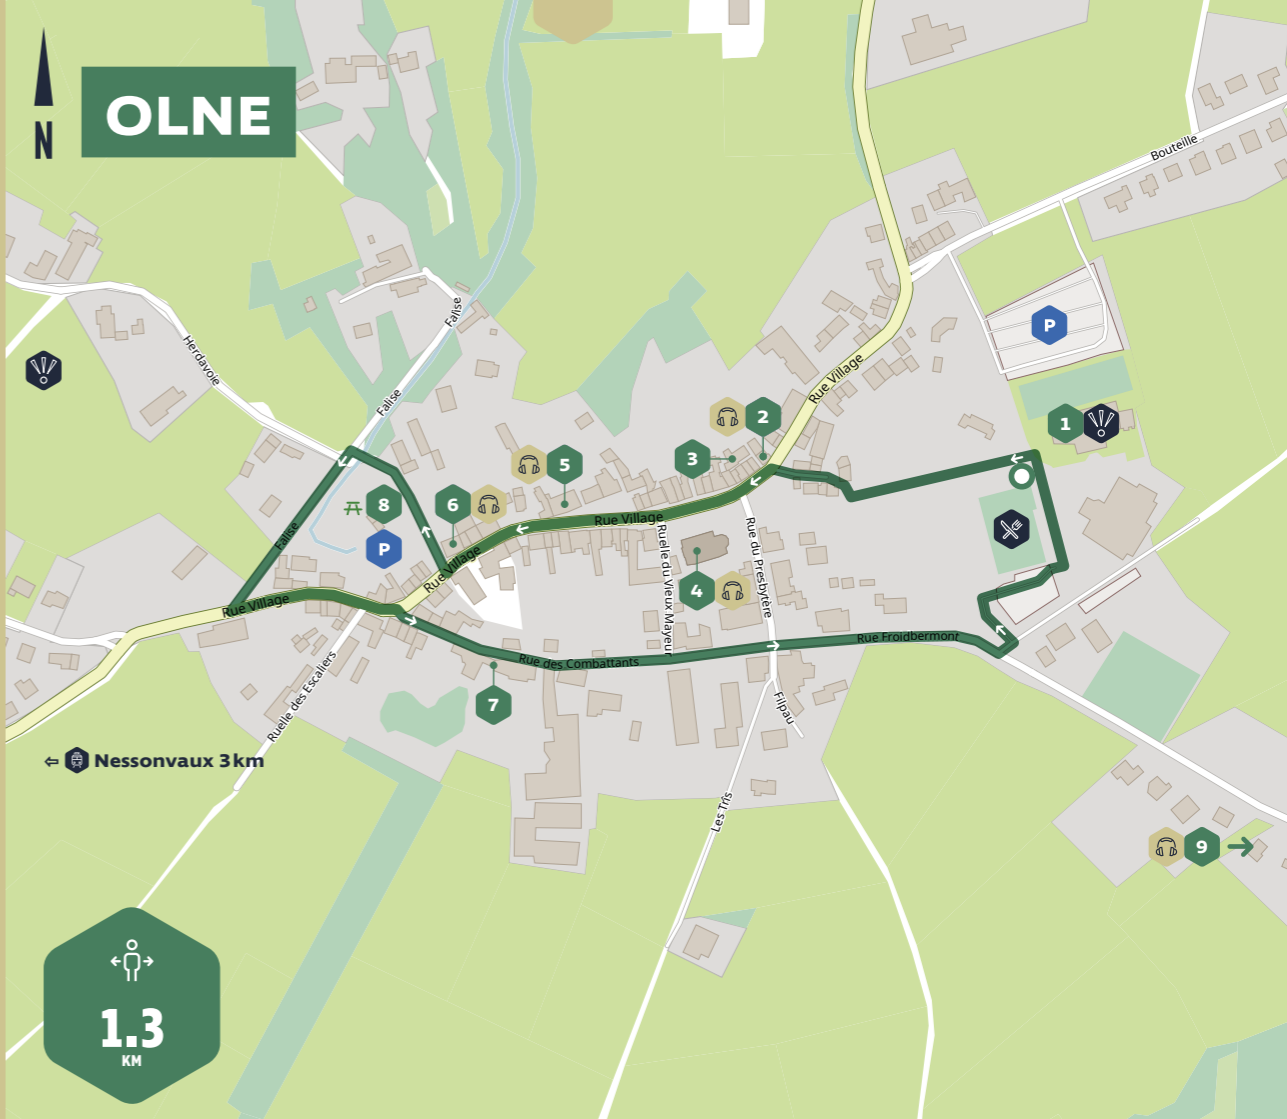 N
OLNE
Bouteille
Falise
P
Herdavoie
Rue Village
Falise
2
1
3
5
8
6
Rue Village
Falise
P
Rue Village
Ruelle du Vieux Mayeur
Rue du Presbytère
4
Rue Village
Rue Froidbermont
Rue des Combattants
Ruelle des Escaliers
7
Filpau
Nessonvaux 3km
Les Tris
9
1.3
KM